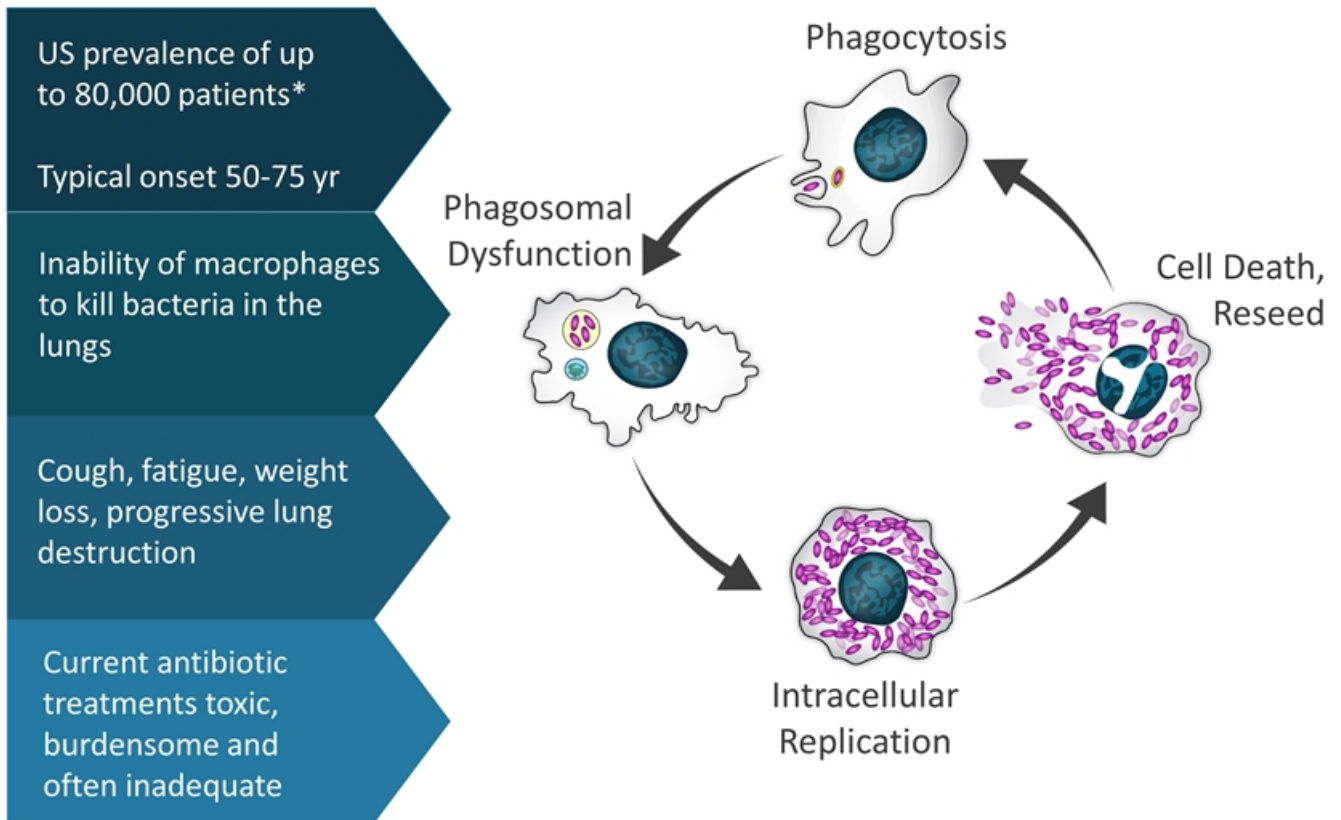 US prevalence of up
to 80,000 patients*
Typical onset 50-75 yr
Inability of macrophages
to kill bacteria in the
lungs
Cough, fatigue, weight
loss, progressive lung
destruction
Current antibiotic
treatments toxic,
burdensome and
often inadequate
Phagocytosis
Phagosomal
Dysfunction
Cell Death,
Reseed
Intracellular
Replication